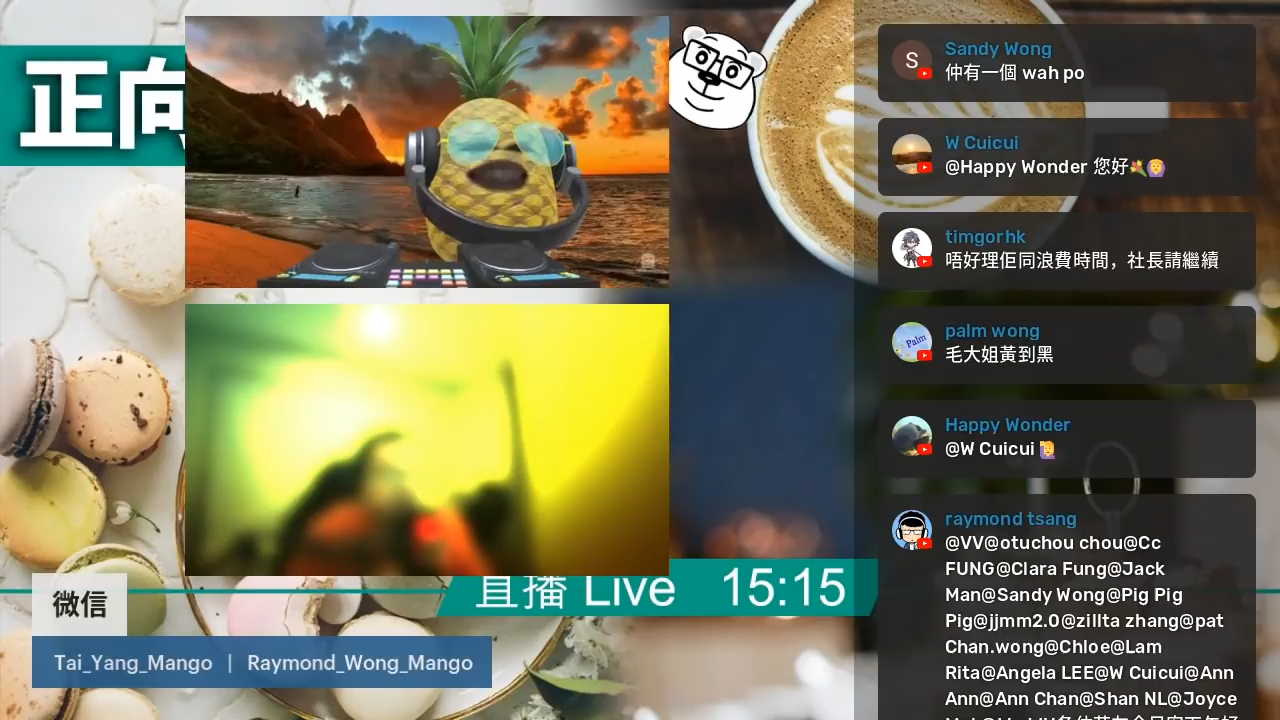 正向
Sandy Wong
S
仲有一個 wah po
W Cuicui
@Happy Wonder 您好💐🙆
timgorhk
唔好理佢同浪費時間，社長請繼續
palm wong
Palm
毛大姐黃到黑
Happy Wonder
@W Cuicui 🙋
raymond tsang
@VV@otuchou chou@Cc
FUNG@Clara Fung@Jack
Man@Sandy Wong@Pig Pig
Pig@jjmm2.0@zillta zhang@pat
Chan.wong@Chloe@Lam
Rita@Angela LEE@W Cuicui@Ann
Ann@Ann Chan@Shan NL@Joyce
直播 Live 15:15
微信
Tai_Yang_Mango | Raymond_Wong_Mango